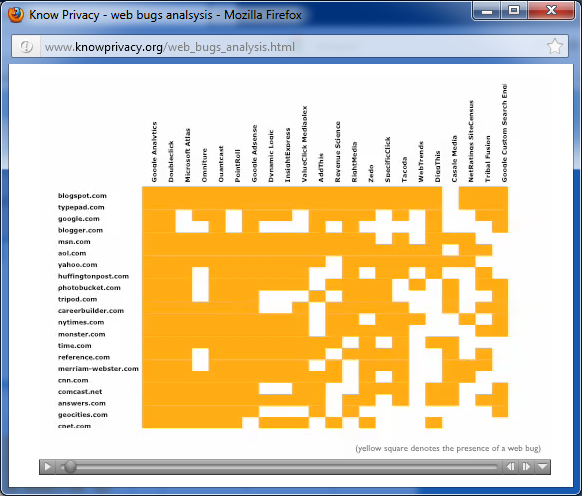 Know Privacy - web bugs analsysis - Mozilla Firefox
www.knowprivacy.org/web_bugs_analysis.html
Google Analytics
Doubleclick
Microsoft Atlas
Omniture
Quantcast
PointRoll
Google Adsense
Dynamic Logic
InsightExpress
ValueClick Mediaplex
AddThis
Revenue Science
RightMedia
Zedo
SpecificClick
Tacoda
WebTrends
DiggThis
Casale Media
NetRatings SiteCensus
Tribal Fusion
Google Custom Search Engi
blogspot.com
typepad.com
google.com
blogger.com
msn.com
aol.com
yahoo.com
huffingtonpost.com
photobucket.com
tripod.com
careerbuilder.com
nytimes.com
monster.com
time.com
reference.com
merriam-webster.com
cnn.com
comcast.net
answers.com
geocities.com
cnet.com
(yellow square denotes the presence of a web bug)